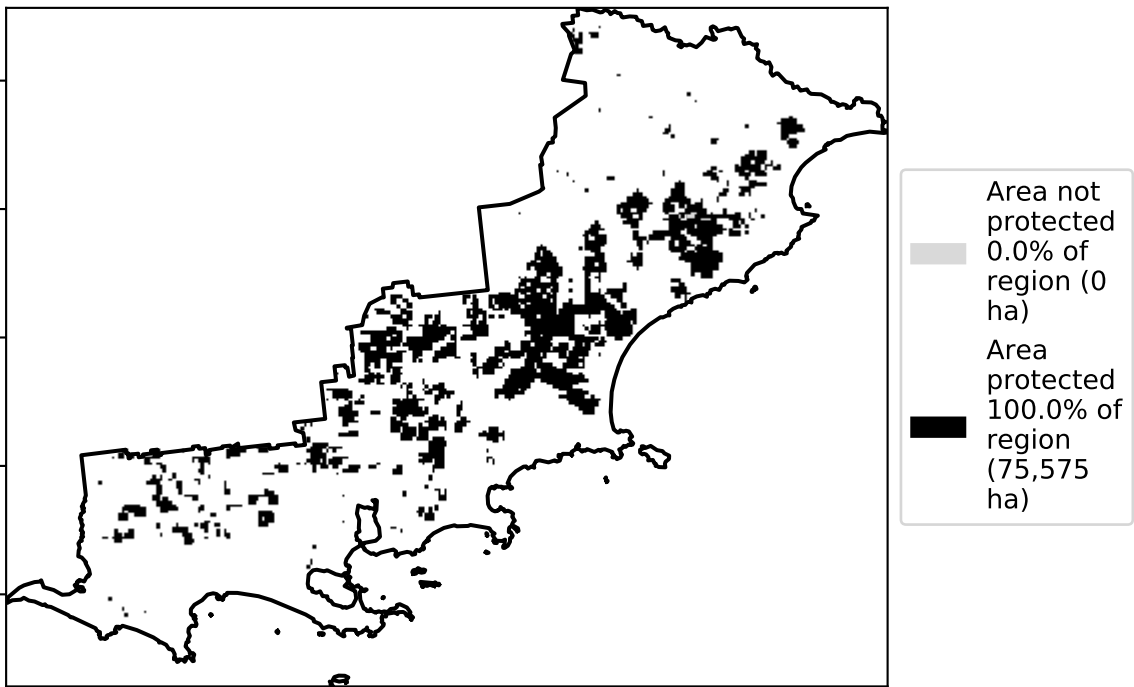 Area not
protected
0.0% of
region (0
ha)
Area
protected
100.0% of
region
(75,575
ha)